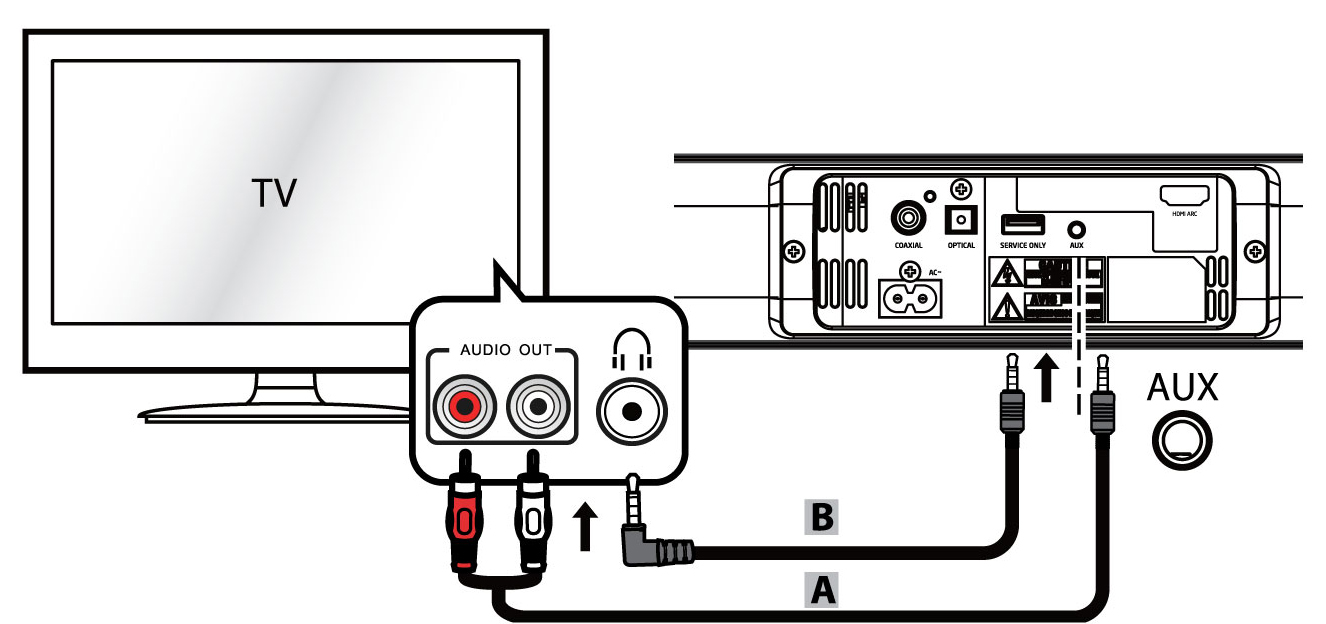 TV
HDMI ARC
COAXIAL
OPTICAL
SERVICE ONLY
AUX
AC~
AUDIO OUT
AUX
B
A